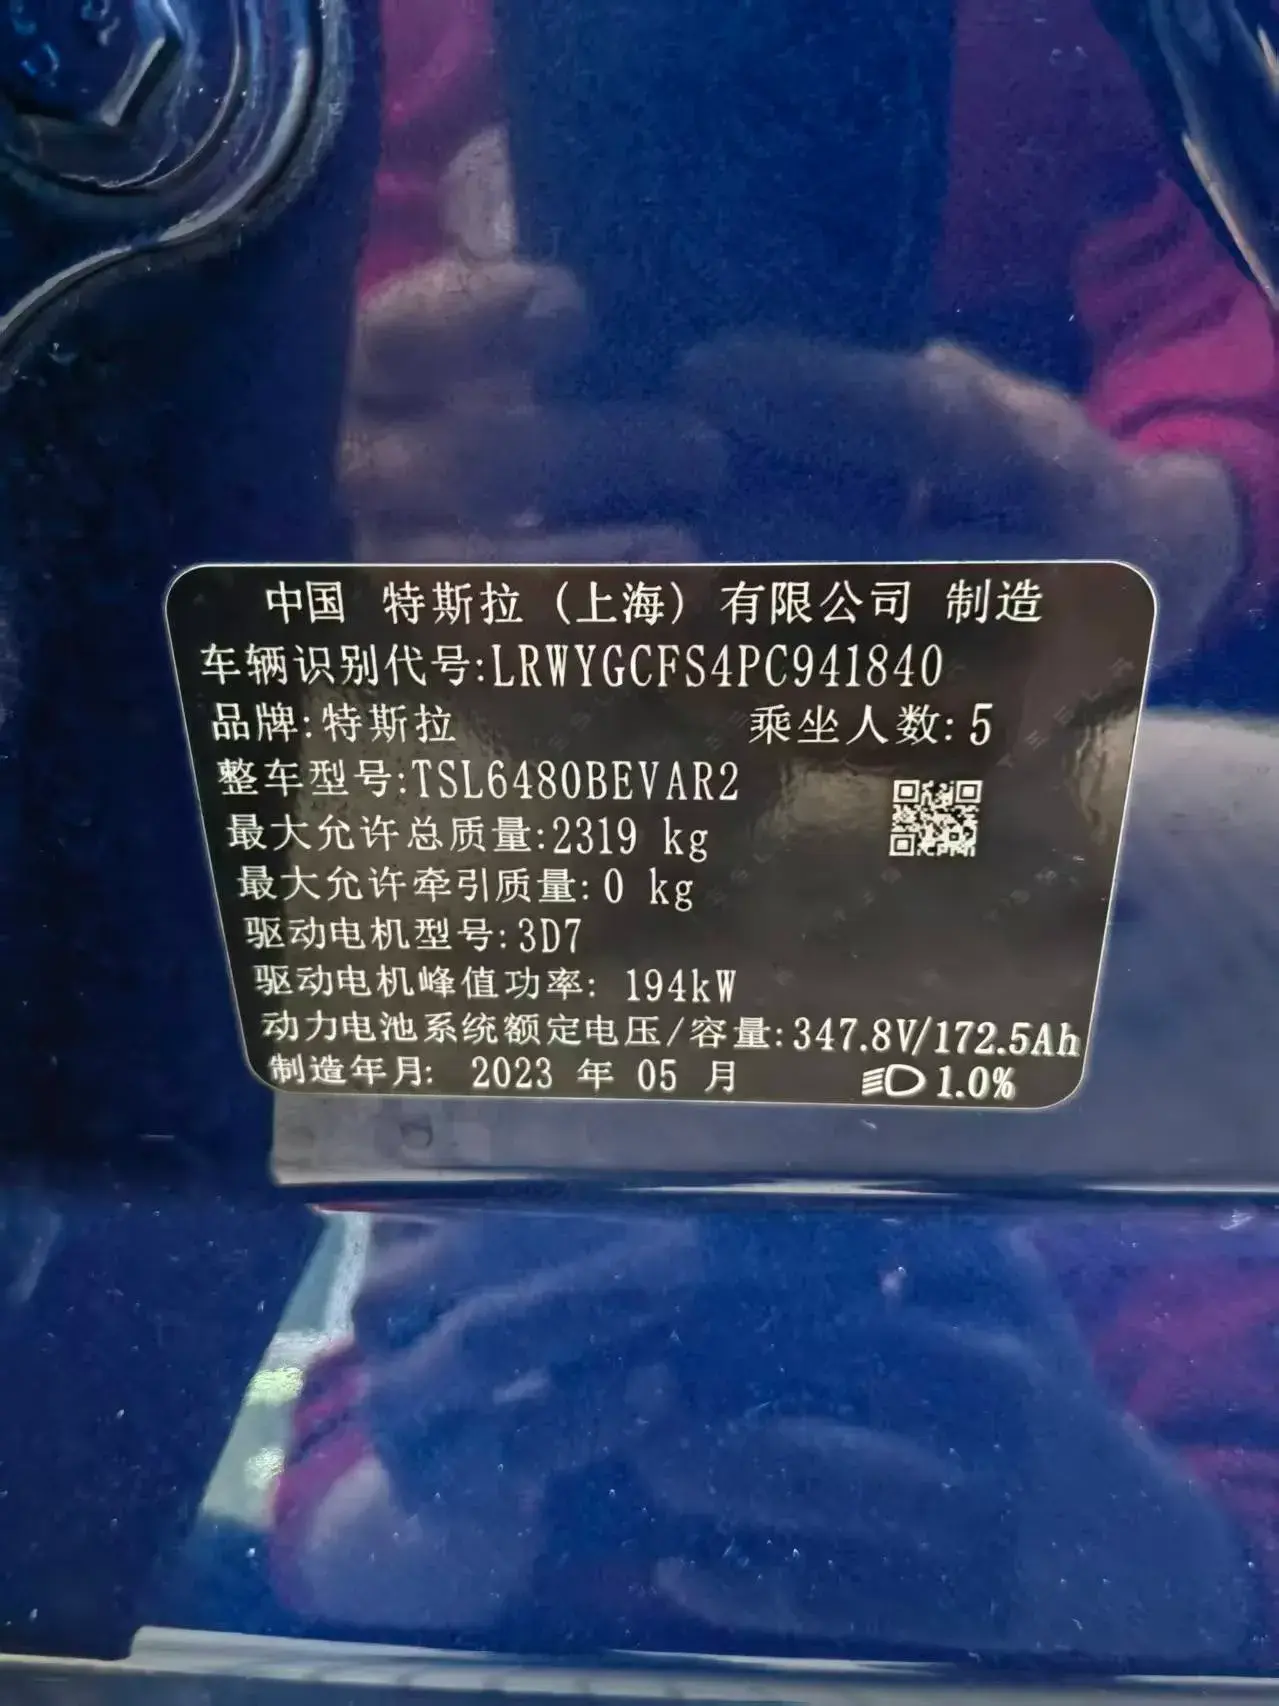 中国 特斯拉 (上海) 有限公司 制造
车辆识别代号:LRWYGCFS4PC941840
品牌:特斯拉 乘坐人数:5
整车型号:TSL6480BEVAR2
最大允许总质量:2319 kg
最大允许牵引质量:0 kg
驱动电机型号:3D7
驱动电机峰值功率: 194kW
动力电池系统额定电压/容量:347.8V/172.5Ah
制造年月: 2023 年 05 月 1.0%